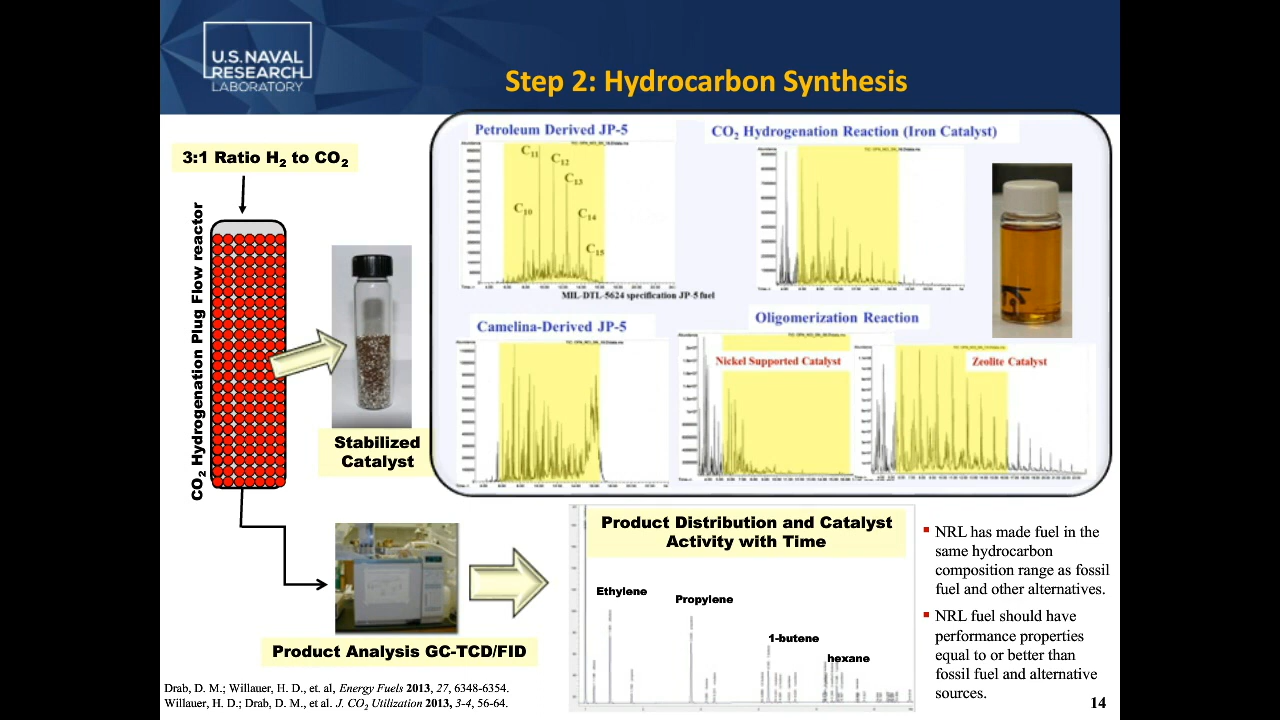 U.S. NAVAL
RESEARCH
LABORATORY
Step 2: Hydrocarbon Synthesis
3:1 Ratio H₂ to CO₂
CO₂ Hydrogenation Plug Flow reactor
Stabilized
Catalyst
Petroleum Derived JP-5
C₁₁
C₁₂
C₁₃
C₁₀
C₁₄
C₁₅
MIL-DTL-5624 specification JP-5 fuel
CO₂ Hydrogenation Reaction (Iron Catalyst)
Camelina-Derived JP-5
Oligomerization Reaction
Nickel Supported Catalyst
Zeolite Catalyst
Product Analysis GC-TCD/FID
Product Distribution and Catalyst
Activity with Time
Ethylene
Propylene
1-butene
hexane
▪ NRL has made fuel in the
same hydrocarbon
composition range as fossil
fuel and other alternatives.
▪ NRL fuel should have
performance properties
equal to or better than
fossil fuel and alternative
sources.
Drab, D. M.; Willauer, H. D., et. al, Energy Fuels 2013, 27, 6348-6354.
Willauer, H. D.; Drab, D. M., et al. J. CO₂ Utilization 2013, 3-4, 56-64.
14